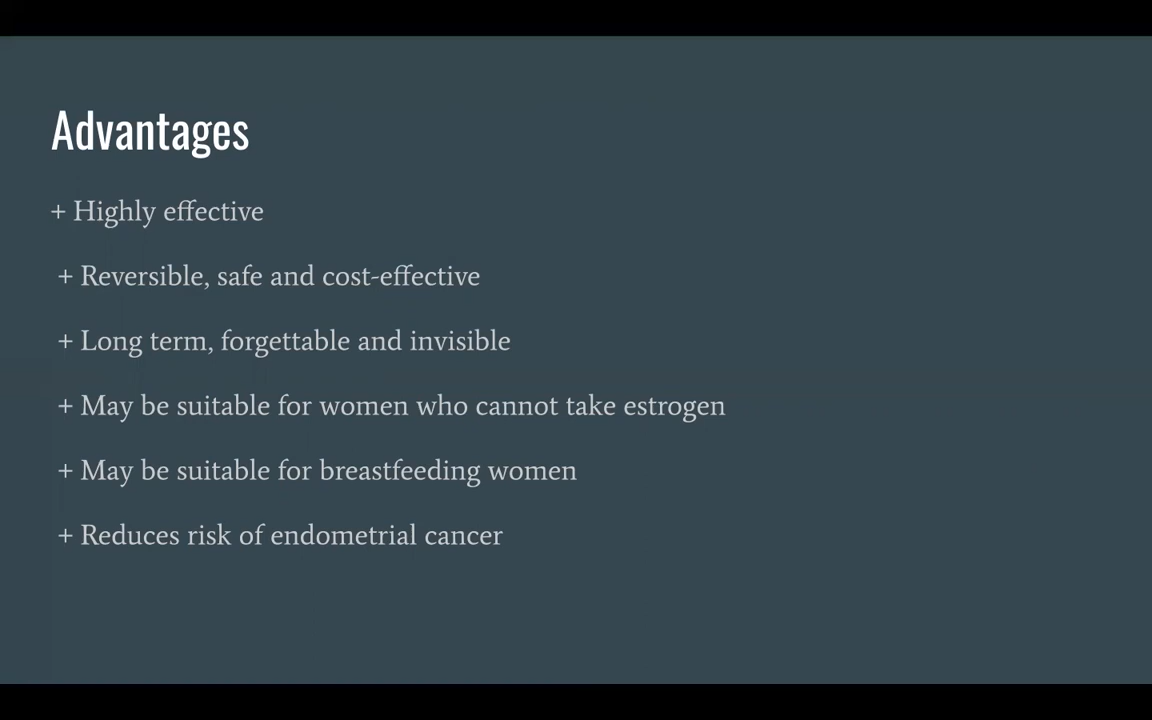 Advantages
+ Highly effective
+ Reversible, safe and cost-effective
+ Long term, forgettable and invisible
+ May be suitable for women who cannot take estrogen
+ May be suitable for breastfeeding women
+ Reduces risk of endometrial cancer